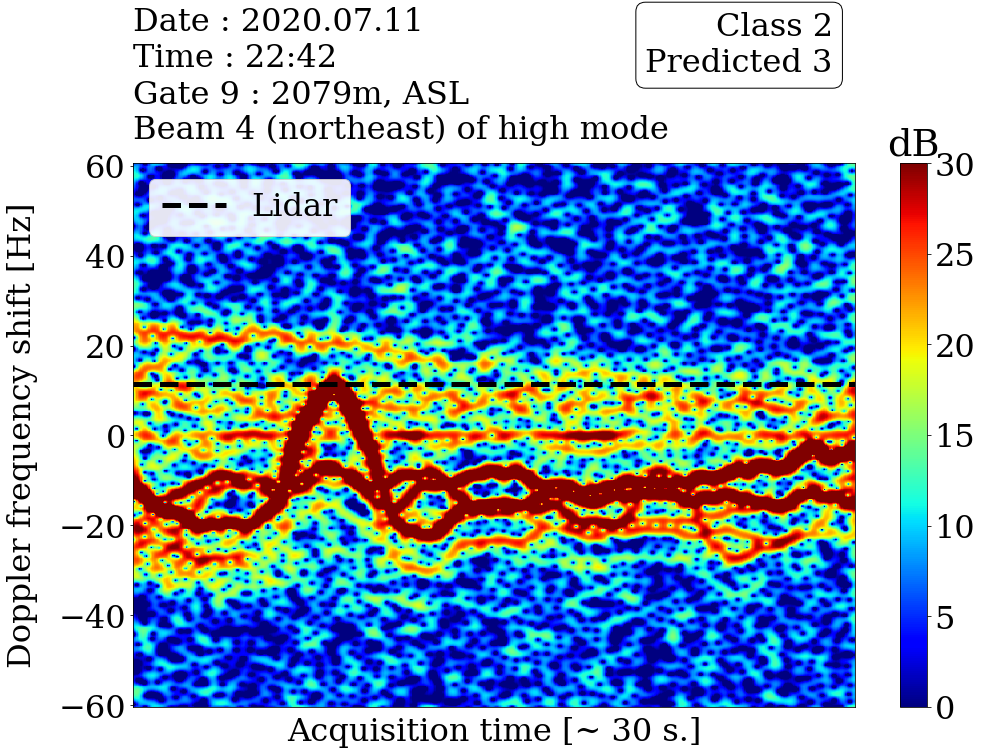 Date : 2020.07.11
Time : 22:42
Gate 9 : 2079m, ASL
Beam 4 (northeast) of high mode
Class 2
Predicted 3
dB
Lidar
Doppler frequency shift [Hz]
60
40
20
0
−20
−40
−60
30
25
20
15
10
5
0
Acquisition time [~ 30 s.]